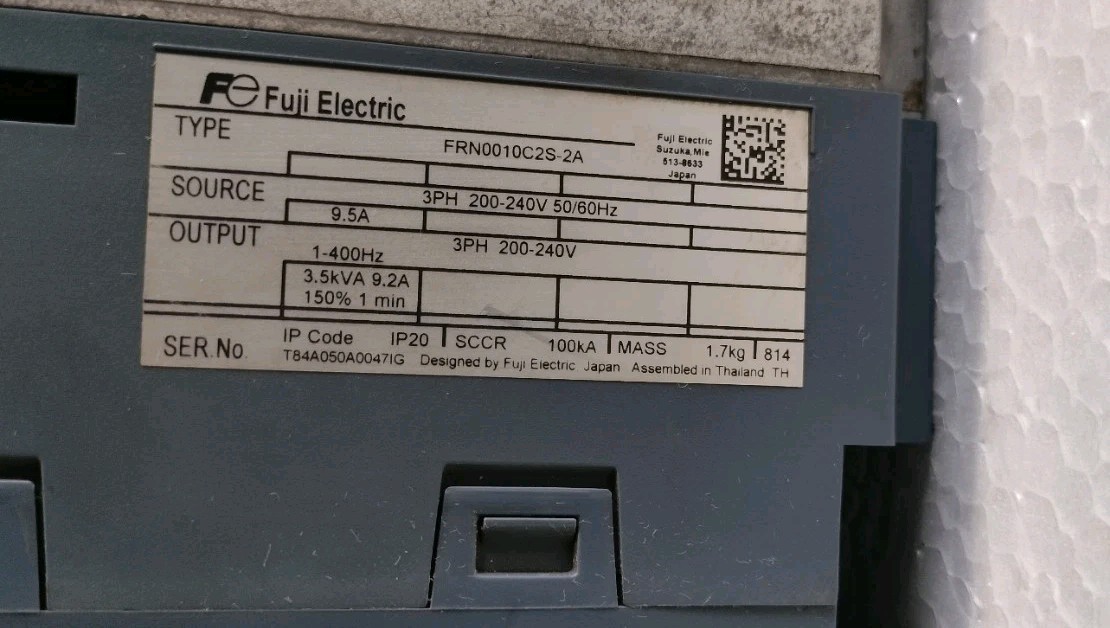 Fe Fuji Electric
TYPE
FRN0010C2S-2A
Fuji Electric
Suzuka,Mie
513-8633
Japan
SOURCE
3PH 200-240V 50/60Hz
9.5A
OUTPUT
3PH 200-240V
1-400Hz
3.5kVA 9.2A
150% 1 min
IP Code IP20 SCCR 100kA MASS 1.7kg 814
SER.No. T84A050A0047IG Designed by Fuji Electric Japan Assembled in Thailand TH